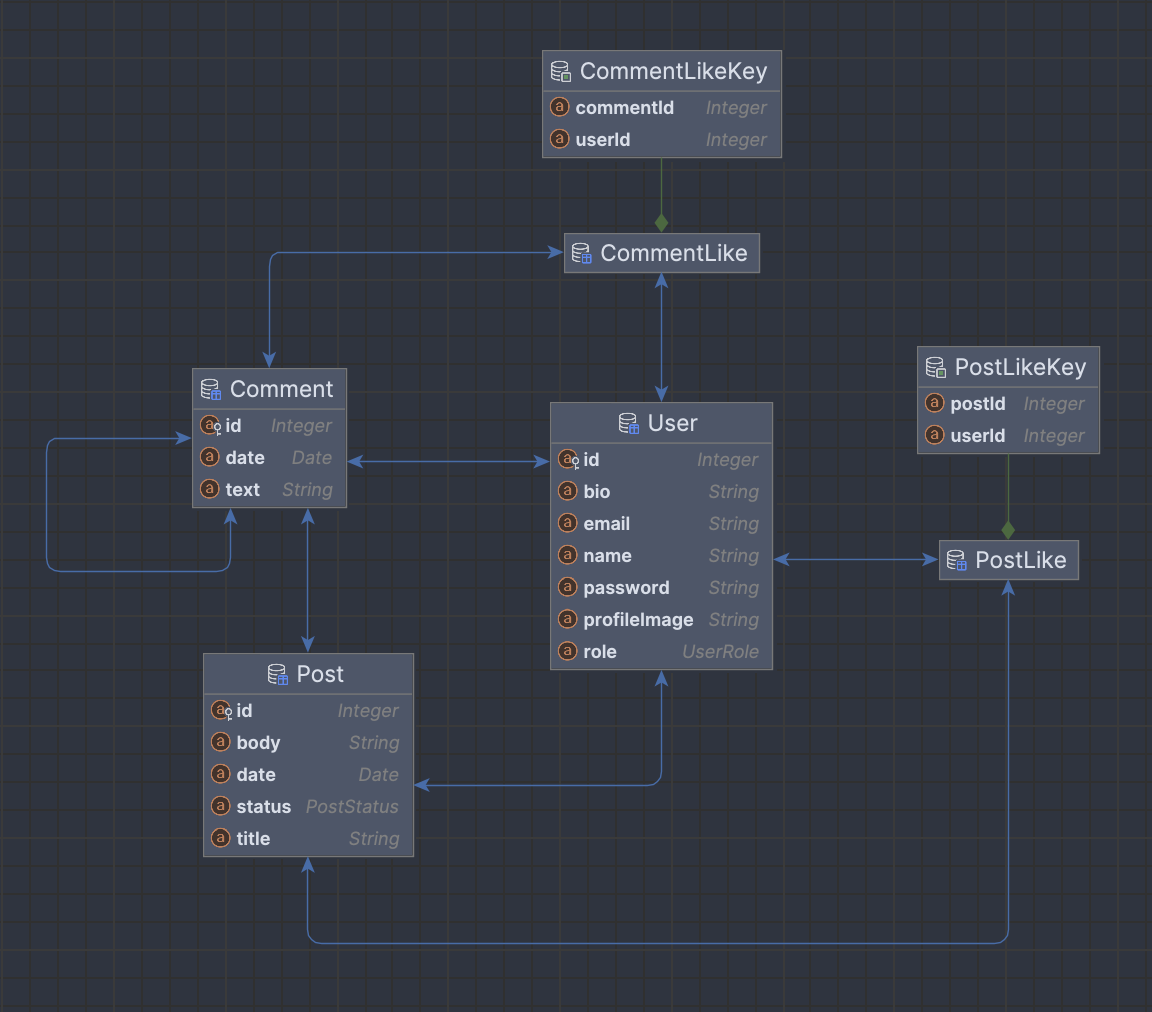 CommentLikeKey
a commentId Integer
a userId Integer
CommentLike
Comment
a id Integer
a date Date
a text String
User
a id Integer
a bio String
a email String
a name String
a password String
a profileImage String
a role UserRole
PostLikeKey
a postId Integer
a userId Integer
PostLike
Post
a id Integer
a body String
a date Date
a status PostStatus
a title String